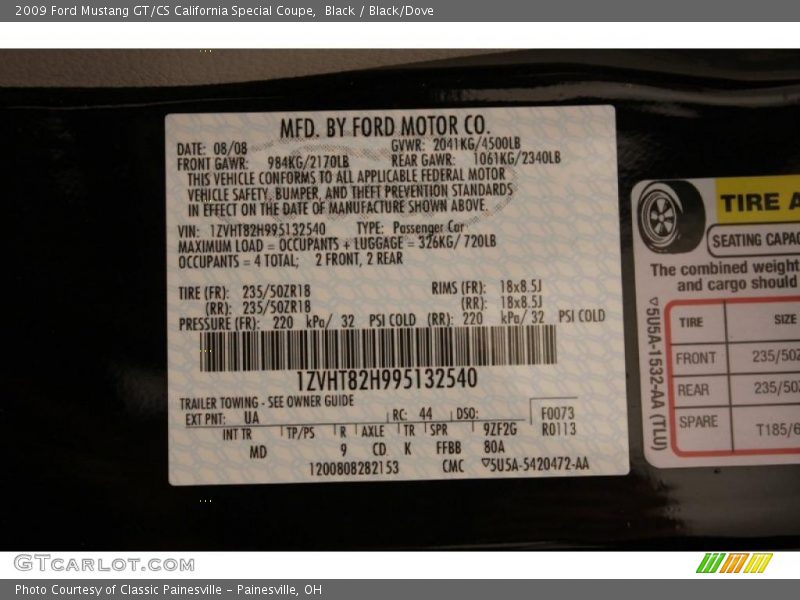 2009 Ford Mustang GT/CS California Special Coupe,  Black / Black/Dove
MFD. BY FORD MOTOR CO.
DATE: 08/08 GVWR: 2041KG/4500LB
FRONT GAWR: 984KG/2170LB REAR GAWR: 1061KG/2340LB
THIS VEHICLE CONFORMS TO ALL APPLICABLE FEDERAL MOTOR
VEHICLE SAFETY, BUMPER, AND THEFT PREVENTION STANDARDS
IN EFFECT ON THE DATE OF MANUFACTURE SHOWN ABOVE.
VIN: 1ZVHT82H995132540 TYPE: Passenger Car
MAXIMUM LOAD = OCCUPANTS + LUGGAGE = 326KG/720LB
OCCUPANTS = 4 TOTAL; 2 FRONT, 2 REAR
TIRE (FR): 235/50ZR18 RIMS (FR): 18x8.5J
(RR): 235/50ZR18 (RR): 18x8.5J
PRESSURE (FR): 220 kPa/ 32 PSI COLD (RR): 220 kPa/ 32 PSI COLD
1ZVHT82H995132540
TRAILER TOWING - SEE OWNER GUIDE
EXT PNT: UA RC: 44 DSO: F0073
INT TR TP/PS R AXLE TR SPR 9ZF2G R0113
MD 9 CD K FFBB 80A
1200808282153 CMC ▽5U5A-5420472-AA
TIRE A
SEATING CAPAC
The combined weight
and cargo should
TIRE SIZE
FRONT 235/50Z
REAR 235/50
SPARE T185/6
▽5U5A-1532-AA (TLU)
GTCARLOT.COM
Photo Courtesy of Classic Painesville - Painesville, OH